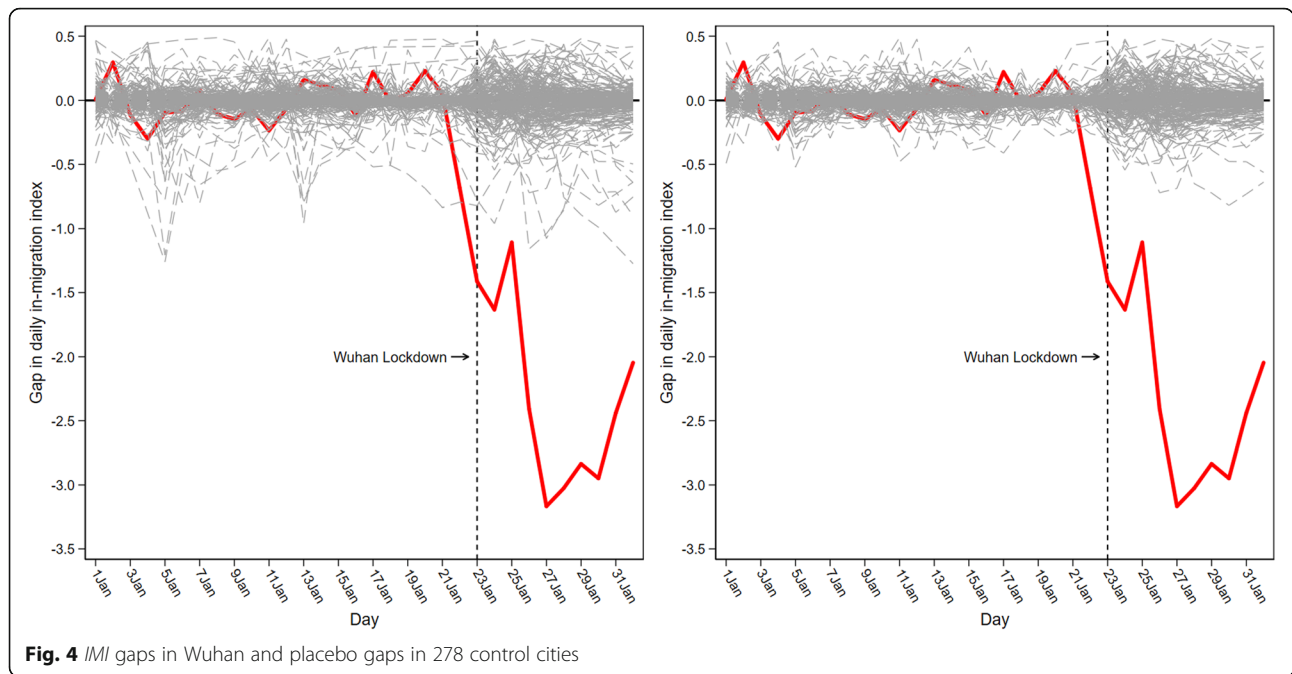 Gap in daily in-migration index
0.5
0.0
-0.5
-1.0
-1.5
-2.0
-2.5
-3.0
-3.5
Wuhan Lockdown →
1Jan
3Jan
5Jan
7Jan
9Jan
11Jan
13Jan
15Jan
17Jan
19Jan
21Jan
23Jan
25Jan
27Jan
29Jan
31Jan
Day
Gap in daily in-migration index
0.5
0.0
-0.5
-1.0
-1.5
-2.0
-2.5
-3.0
-3.5
Wuhan Lockdown →
1Jan
3Jan
5Jan
7Jan
9Jan
11Jan
13Jan
15Jan
17Jan
19Jan
21Jan
23Jan
25Jan
27Jan
29Jan
31Jan
Day
Fig. 4 IMI gaps in Wuhan and placebo gaps in 278 control cities